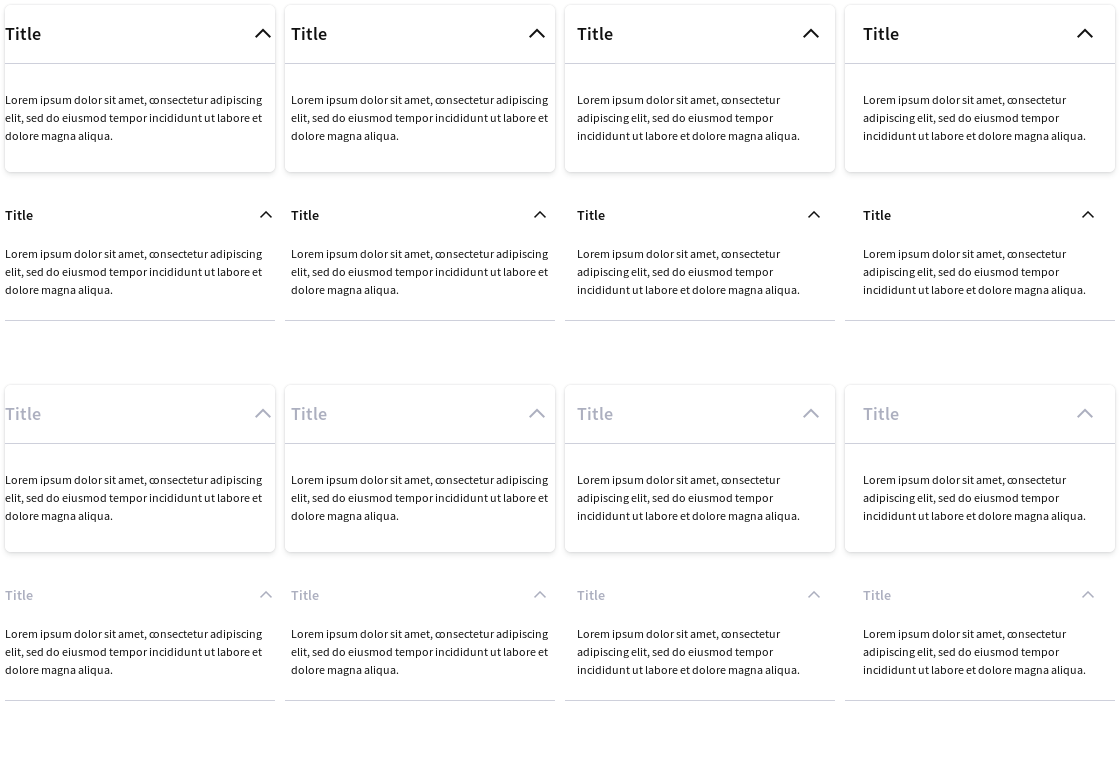 Title
Lorem ipsum dolor sit amet, consectetur adipiscing
elit, sed do eiusmod tempor incididunt ut labore et
dolore magna aliqua.
Title
Lorem ipsum dolor sit amet, consectetur adipiscing
elit, sed do eiusmod tempor incididunt ut labore et
dolore magna aliqua.
Title
Lorem ipsum dolor sit amet, consectetur
adipiscing elit, sed do eiusmod tempor
incididunt ut labore et dolore magna aliqua.
Title
Lorem ipsum dolor sit amet, consectetur
adipiscing elit, sed do eiusmod tempor
incididunt ut labore et dolore magna aliqua.
Title
Lorem ipsum dolor sit amet, consectetur adipiscing
elit, sed do eiusmod tempor incididunt ut labore et
dolore magna aliqua.
Title
Lorem ipsum dolor sit amet, consectetur adipiscing
elit, sed do eiusmod tempor incididunt ut labore et
dolore magna aliqua.
Title
Lorem ipsum dolor sit amet, consectetur
adipiscing elit, sed do eiusmod tempor
incididunt ut labore et dolore magna aliqua.
Title
Lorem ipsum dolor sit amet, consectetur
adipiscing elit, sed do eiusmod tempor
incididunt ut labore et dolore magna aliqua.
Title
Lorem ipsum dolor sit amet, consectetur adipiscing
elit, sed do eiusmod tempor incididunt ut labore et
dolore magna aliqua.
Title
Lorem ipsum dolor sit amet, consectetur adipiscing
elit, sed do eiusmod tempor incididunt ut labore et
dolore magna aliqua.
Title
Lorem ipsum dolor sit amet, consectetur
adipiscing elit, sed do eiusmod tempor
incididunt ut labore et dolore magna aliqua.
Title
Lorem ipsum dolor sit amet, consectetur
adipiscing elit, sed do eiusmod tempor
incididunt ut labore et dolore magna aliqua.
Title
Lorem ipsum dolor sit amet, consectetur adipiscing
elit, sed do eiusmod tempor incididunt ut labore et
dolore magna aliqua.
Title
Lorem ipsum dolor sit amet, consectetur adipiscing
elit, sed do eiusmod tempor incididunt ut labore et
dolore magna aliqua.
Title
Lorem ipsum dolor sit amet, consectetur
adipiscing elit, sed do eiusmod tempor
incididunt ut labore et dolore magna aliqua.
Title
Lorem ipsum dolor sit amet, consectetur
adipiscing elit, sed do eiusmod tempor
incididunt ut labore et dolore magna aliqua.